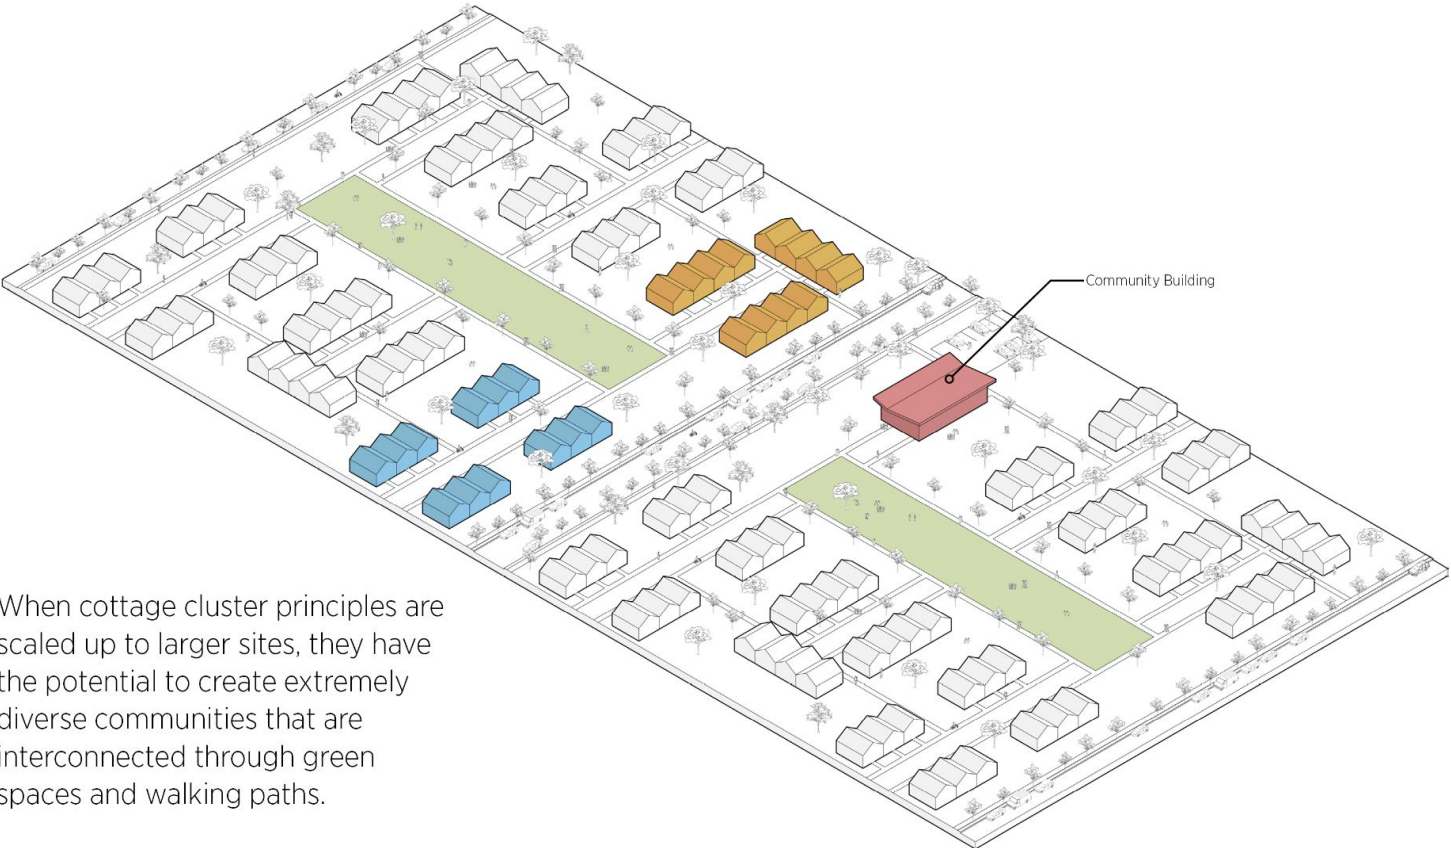 Community Building
When cottage cluster principles are
scaled up to larger sites, they have
the potential to create extremely
diverse communities that are
interconnected through green
spaces and walking paths.